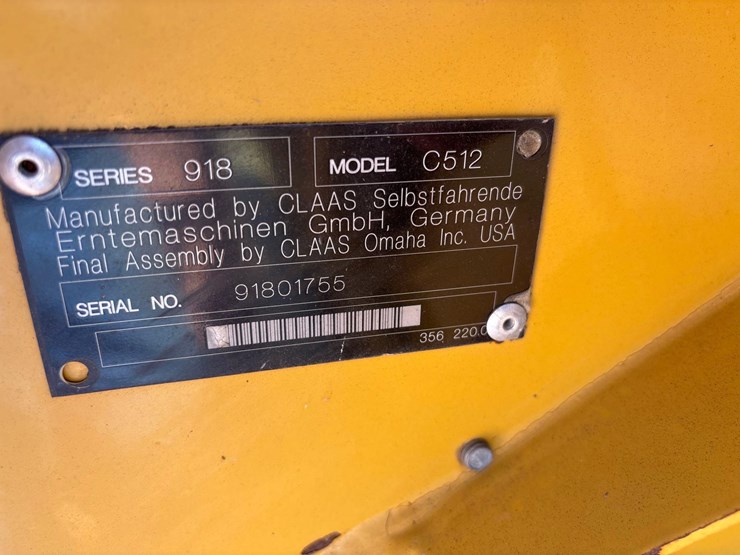 SERIES 918 MODEL C512
Manufactured by CLAAS Selbstfahrende
Erntemaschinen GmbH, Germany
Final Assembly by CLAAS Omaha Inc. USA
SERIAL NO. 91801755
356 220.0